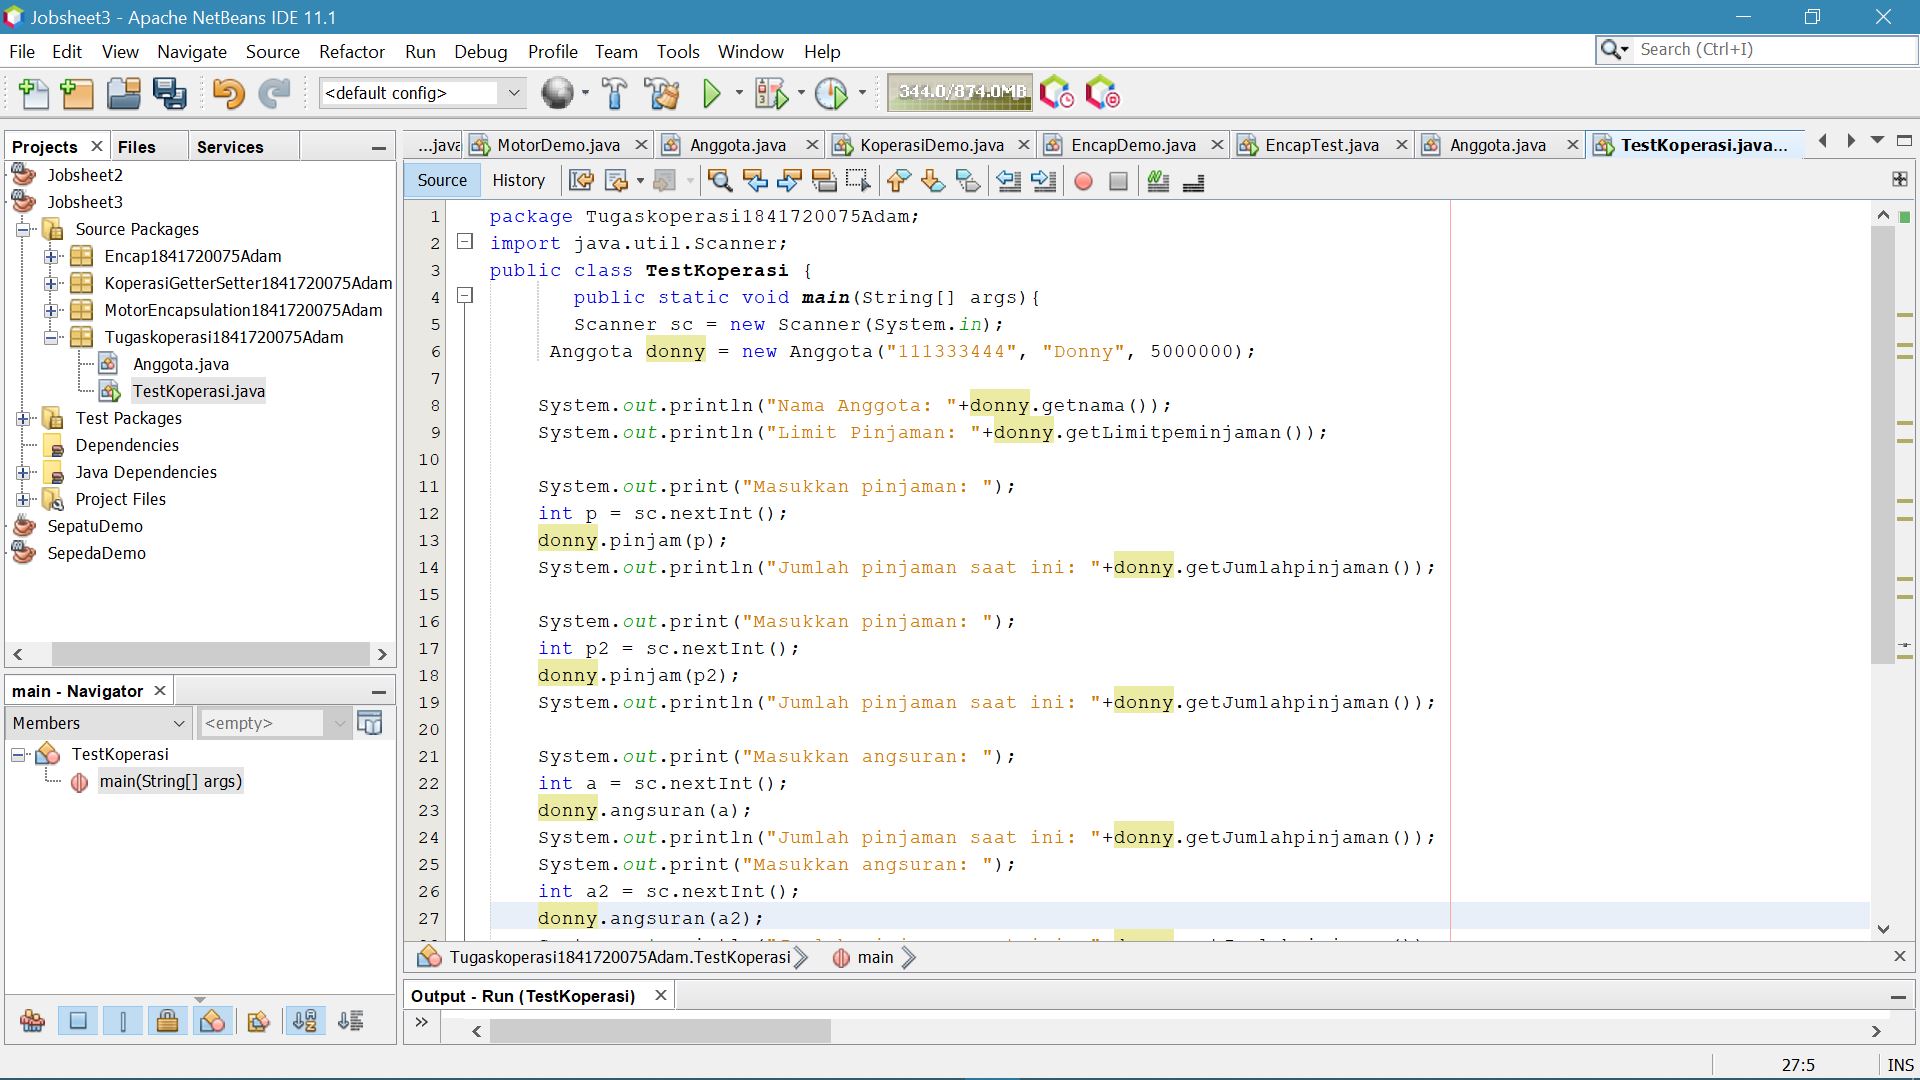 Jobsheet3 - Apache NetBeans IDE 11.1
File Edit View Navigate Source Refactor Run Debug Profile Team Tools Window Help
Search (Ctrl+I)
<default config>
344.0/874.0MB
Projects Files Services
Jobsheet2
Jobsheet3
Source Packages
Encap1841720075Adam
KoperasiGetterSetter1841720075Adam
MotorEncapsulation1841720075Adam
Tugaskoperasi1841720075Adam
Anggota.java
TestKoperasi.java
Test Packages
Dependencies
Java Dependencies
Project Files
SepatuDemo
SepedaDemo
main - Navigator
Members
<empty>
TestKoperasi
main(String[] args)
...java MotorDemo.java Anggota.java KoperasiDemo.java EncapDemo.java EncapTest.java Anggota.java TestKoperasi.java...
Source History
1 package Tugaskoperasi1841720075Adam;
2 import java.util.Scanner;
3 public class TestKoperasi {
4 public static void main(String[] args){
5 Scanner sc = new Scanner(System.in);
6 Anggota donny = new Anggota("111333444", "Donny", 5000000);
7
8 System.out.println("Nama Anggota: "+donny.getnama());
9 System.out.println("Limit Pinjaman: "+donny.getLimitpeminjaman());
10
11 System.out.print("Masukkan pinjaman: ");
12 int p = sc.nextInt();
13 donny.pinjam(p);
14 System.out.println("Jumlah pinjaman saat ini: "+donny.getJumlahpinjaman());
15
16 System.out.print("Masukkan pinjaman: ");
17 int p2 = sc.nextInt();
18 donny.pinjam(p2);
19 System.out.println("Jumlah pinjaman saat ini: "+donny.getJumlahpinjaman());
20
21 System.out.print("Masukkan angsuran: ");
22 int a = sc.nextInt();
23 donny.angsuran(a);
24 System.out.println("Jumlah pinjaman saat ini: "+donny.getJumlahpinjaman());
25 System.out.print("Masukkan angsuran: ");
26 int a2 = sc.nextInt();
27 donny.angsuran(a2);
Tugaskoperasi1841720075Adam.TestKoperasi main
Output - Run (TestKoperasi)
27:5 INS